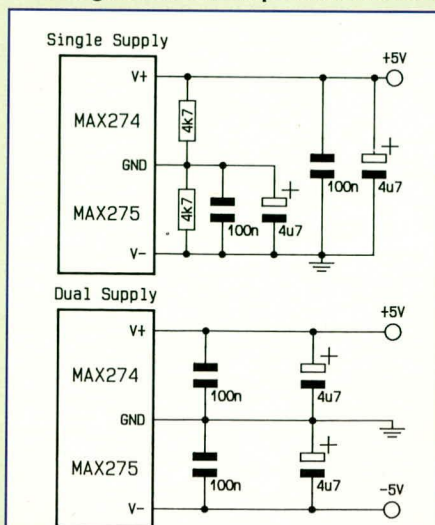 Single Supply
+5V
V+
MAX274
4k7
GND
4k7
MAX275
100n
4u7
100n
4u7
V-
Dual Supply
+5V
V+
MAX274
100n
4u7
GND
MAX275
100n
4u7
V-
-5V